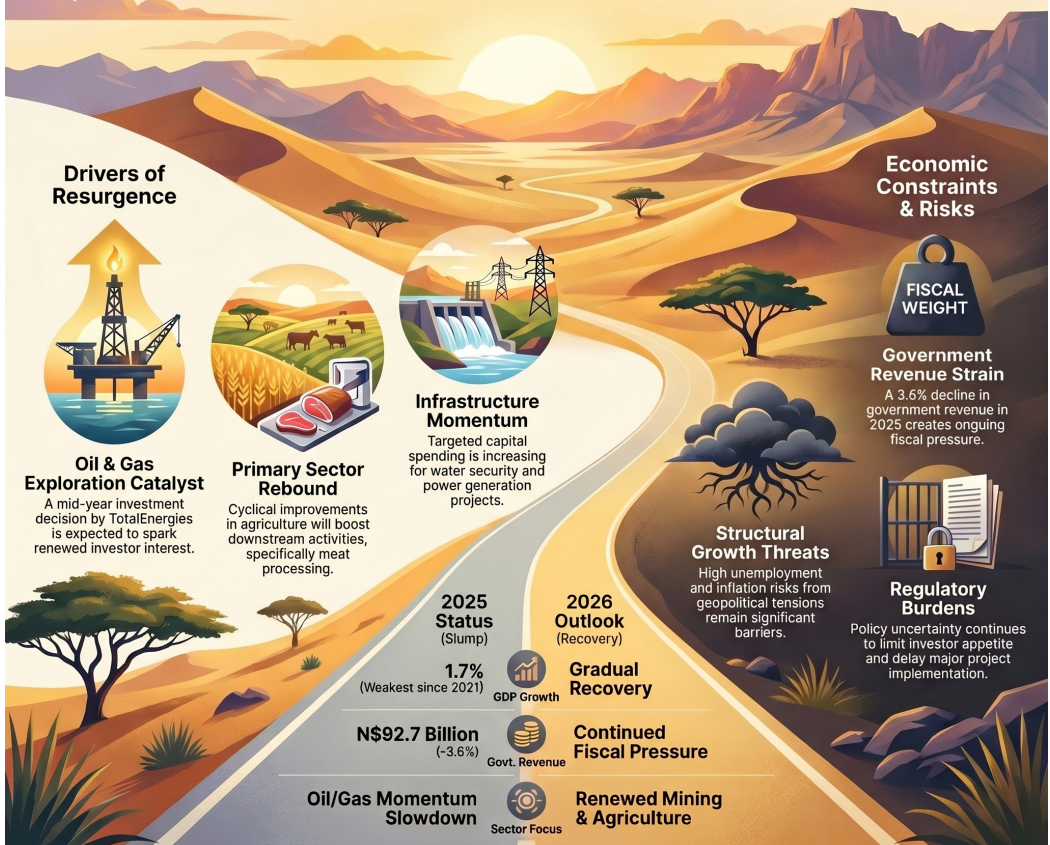 Drivers of
Resurgence
Oil & Gas
Exploration Catalyst
A mid-year investment
decision by TotalEnergies
is expected to spark
renewed investor interest.
Primary Sector
Rebound
Cyclical improvements
in agriculture will boost
downstream activities,
specifically meat
processing.
Infrastructure
Momentum
Targeted capital
spending is increasing
for water security and
power generation
projects.
Economic
Constraints
& Risks
FISCAL
WEIGHT
Government
Revenue Strain
A 3.6% decline in
government revenue in
2025 creates ongoing
fiscal pressure.
Structural
Growth Threats
High unemployment
and inflation risks from
geopolitical tensions
remain significant
barriers.
Regulatory
Burdens
Policy uncertainty continues
to limit investor appetite
and delay major project
implementation.
2025
Status
(Slump)
2026
Outlook
(Recovery)
1.7%
(Weakest since 2021)
GDP Growth
Gradual
Recovery
N$92.7 Billion
(-3.6%)
Govt. Revenue
Continued
Fiscal Pressure
Oil/Gas Momentum
Slowdown
Sector Focus
Renewed Mining
& Agriculture